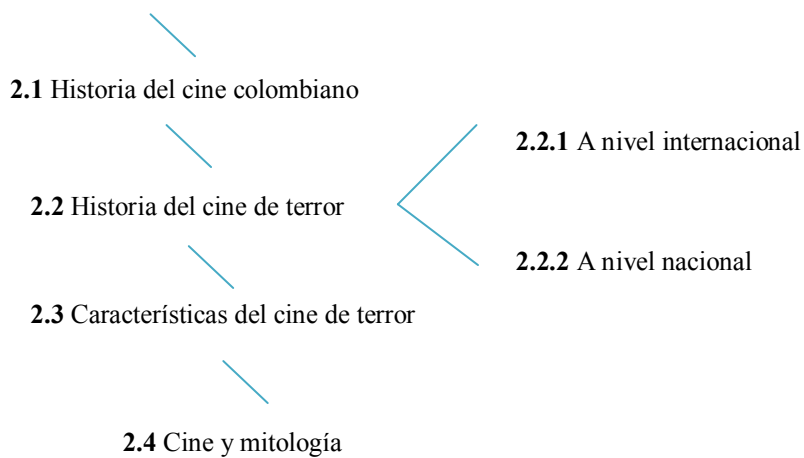 2.1 Historia del cine colombiano
2.2 Historia del cine de terror
2.2.1 A nivel internacional
2.2.2 A nivel nacional
2.3 Características del cine de terror
2.4 Cine y mitología